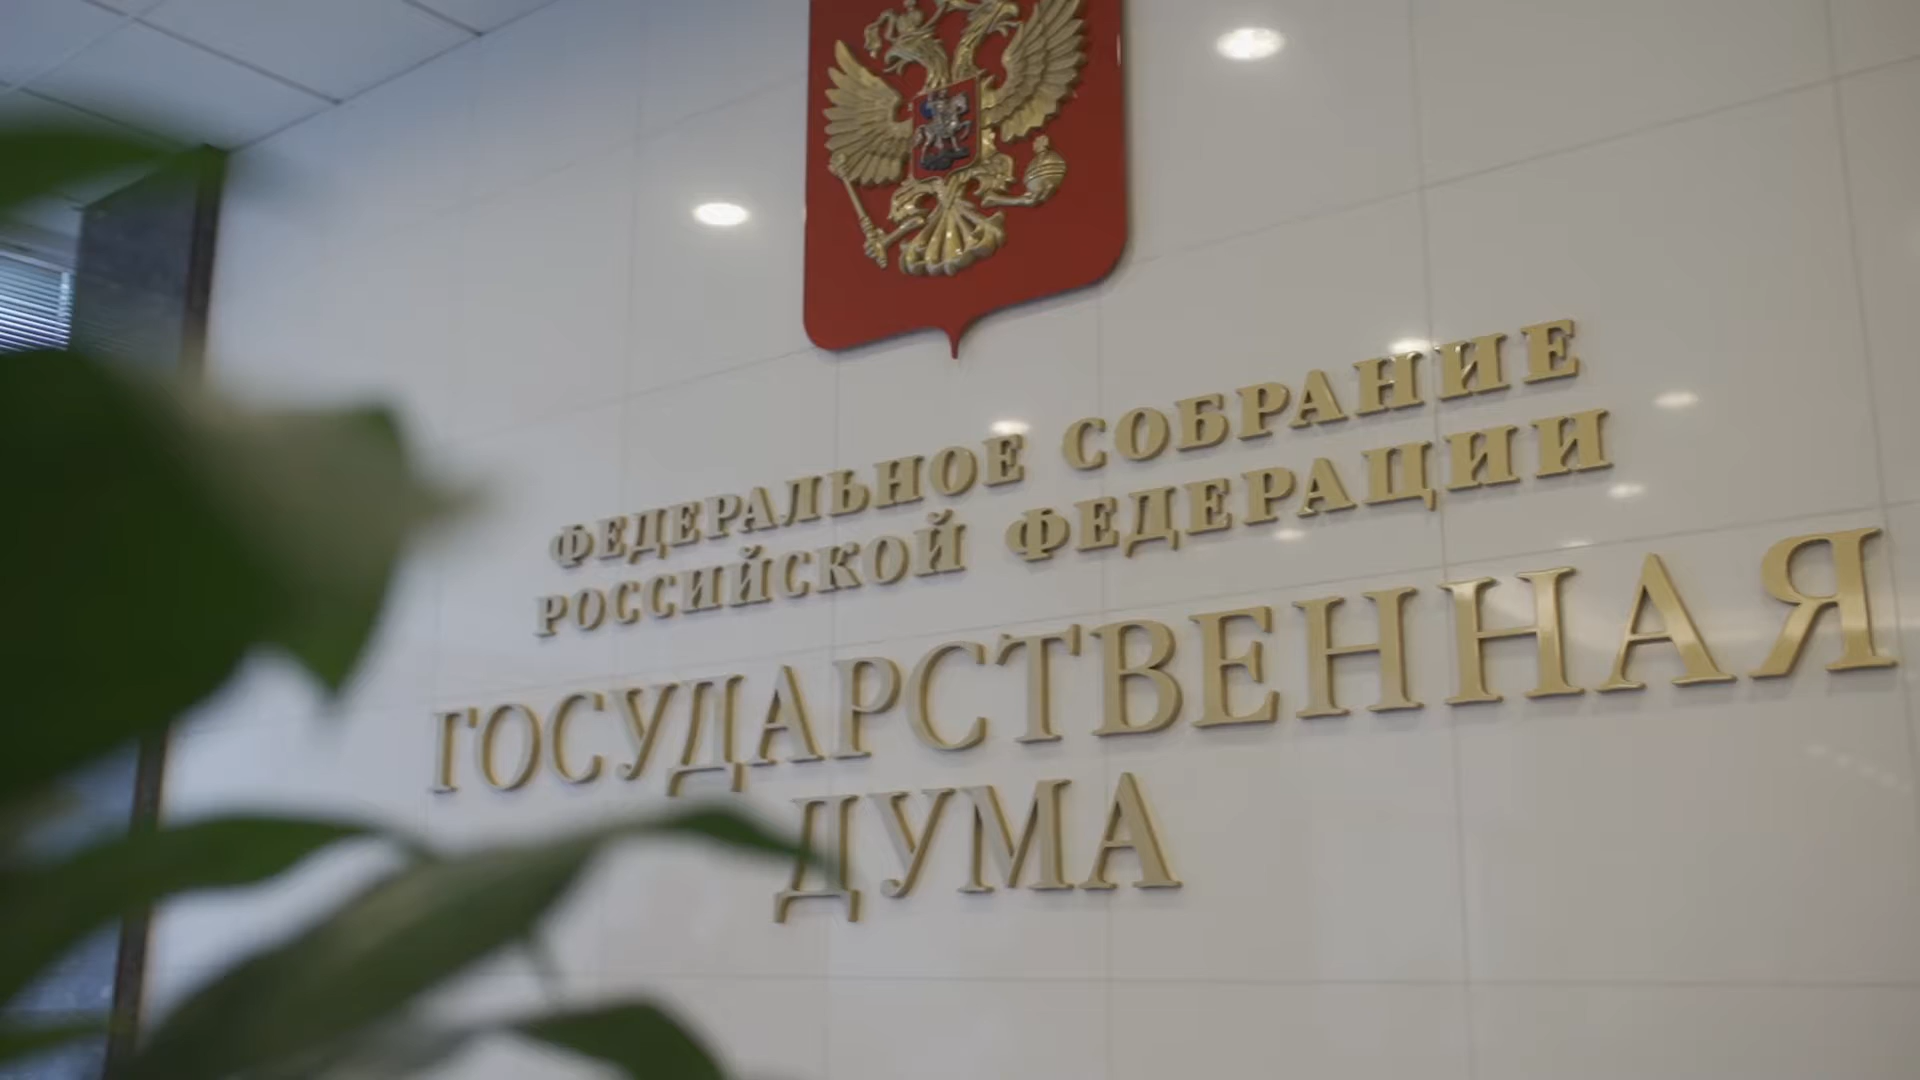 ФЕДЕРАЛЬНОЕ СОБРАНИЕ
РОССИЙСКОЙ ФЕДЕРАЦИИ
ГОСУДАРСТВЕННАЯ
ДУМА